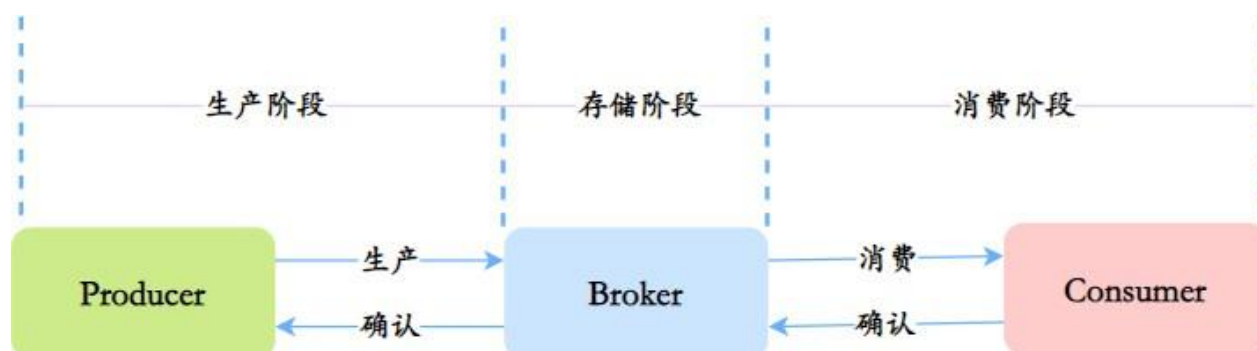 生产阶段 存储阶段 消费阶段
生产 消费
Producer Broker Consumer
确认 确认